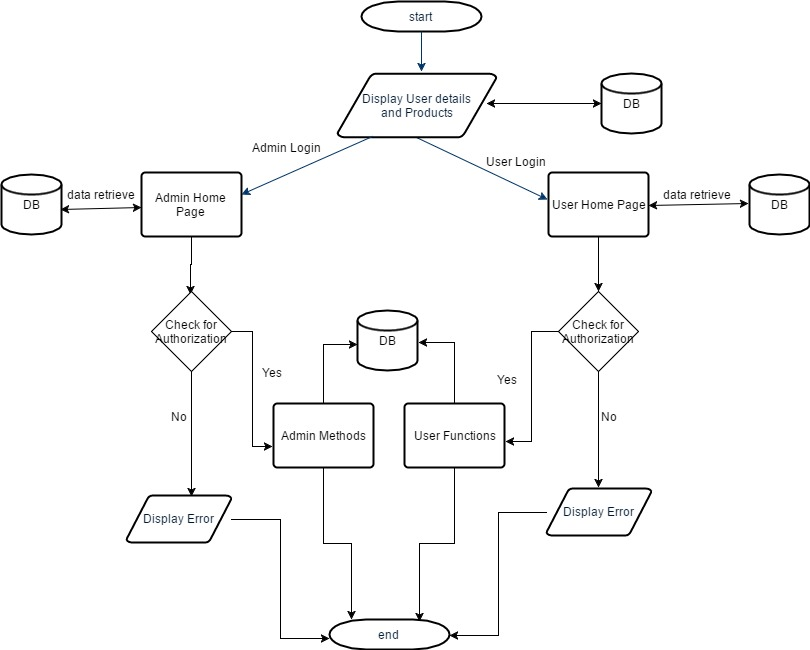 start
Display User details
and Products
DB
Admin Login
User Login
DB
data retrieve
Admin Home
Page
User Home Page
data retrieve
DB
Check for
Authorization
DB
Check for
Authorization
Yes
Yes
No
No
Admin Methods
User Functions
Display Error
Display Error
end